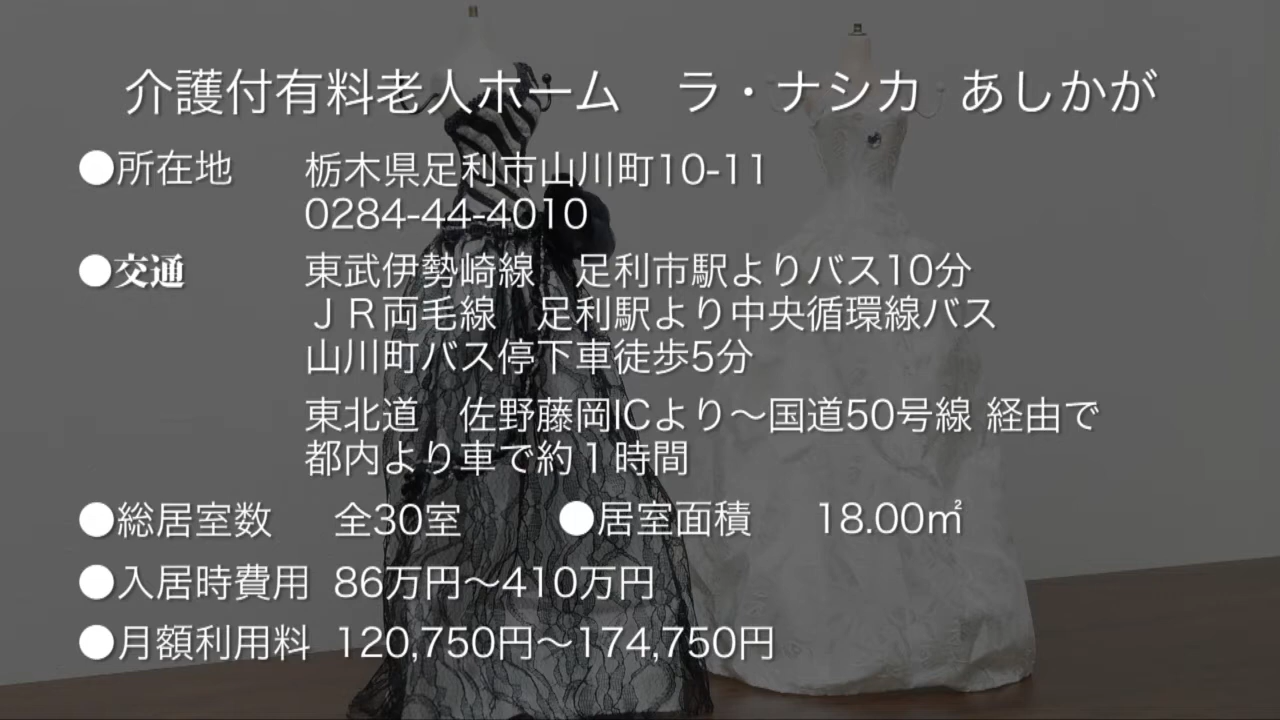 介護付有料老人ホーム　ラ・ナシカ あしかが
●所在地　栃木県足利市山川町10-11
0284-44-4010
●交通　東武伊勢崎線　足利市駅よりバス10分
ＪＲ両毛線　足利駅より中央循環線バス
山川町バス停下車徒歩5分
東北道　佐野藤岡ICより～国道50号線 経由で
都内より車で約１時間
●総居室数　全30室　●居室面積　18.00㎡
●入居時費用 86万円～410万円
●月額利用料 120,750円～174,750円